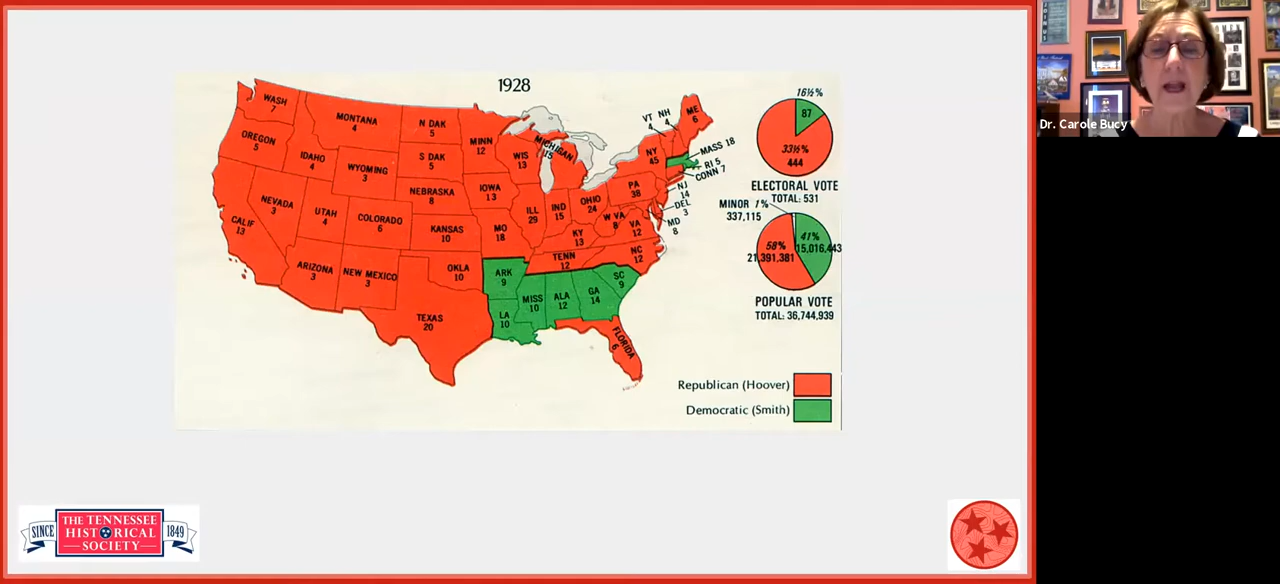 1928
WASH
7
OREGON
5
CALIF
13
NEVADA
3
IDAHO
4
MONTANA
4
WYOMING
3
UTAH
4
COLORADO
6
ARIZONA
3
NEW MEXICO
3
N DAK
5
S DAK
5
NEBRASKA
8
KANSAS
10
OKLA
10
TEXAS
20
MINN
12
IOWA
13
MO
18
ARK
9
LA
10
WIS
13
ILL
29
MICHIGAN
15
IND
15
OHIO
24
KY
13
TENN
12
MISS
10
ALA
12
GA
14
FLORIDA
6
SC
9
NC
12
VA
12
W VA
8
PA
38
NY
45
VT
4
NH
4
ME
6
MASS 18
RI 5
CONN 7
NJ
14
DEL
3
MD
8
16½%
87
33½%
444
ELECTORAL VOTE
TOTAL: 531
MINOR 1%
337,115
41%
15,016,443
58%
21,391,381
POPULAR VOTE
TOTAL: 36,744,939
Republican (Hoover)
Democratic (Smith)
SINCE
THE TENNESSEE
HISTORICAL
SOCIETY
1849
JOIN
US
Dr. Carole Bucy